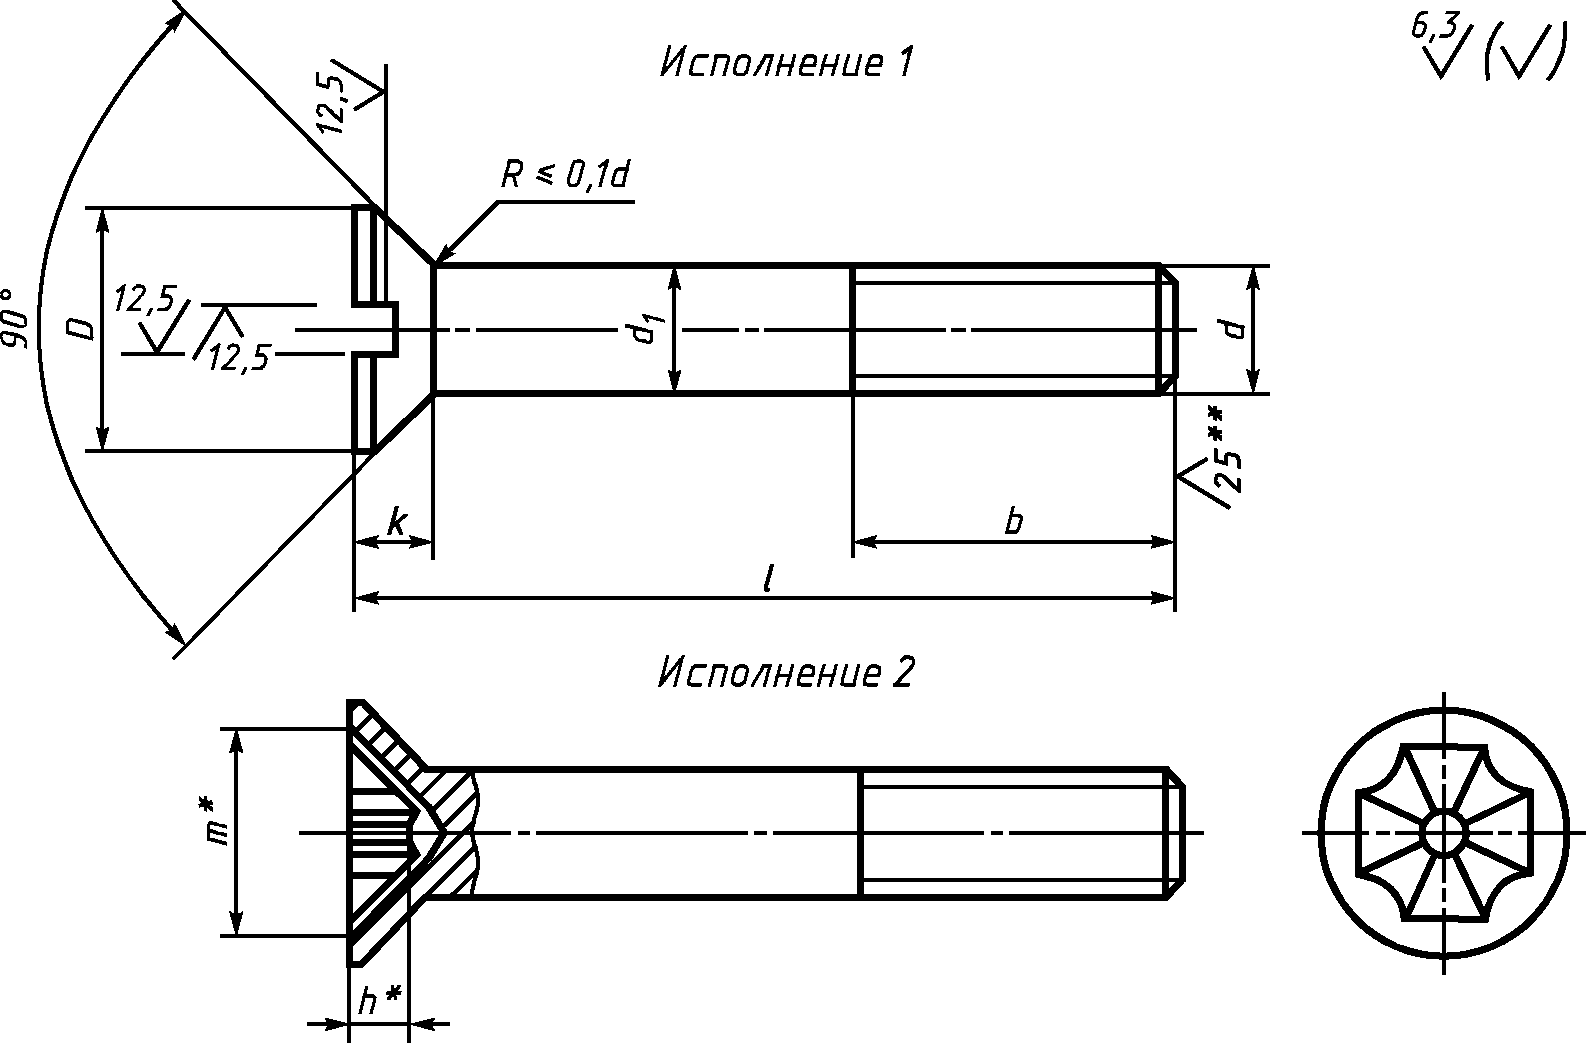 Исполнение 1
6,3
12,5
R ≤ 0,1d
90°
D
12,5
12,5
d1
d
25**
k
b
l
Исполнение 2
m*
h*